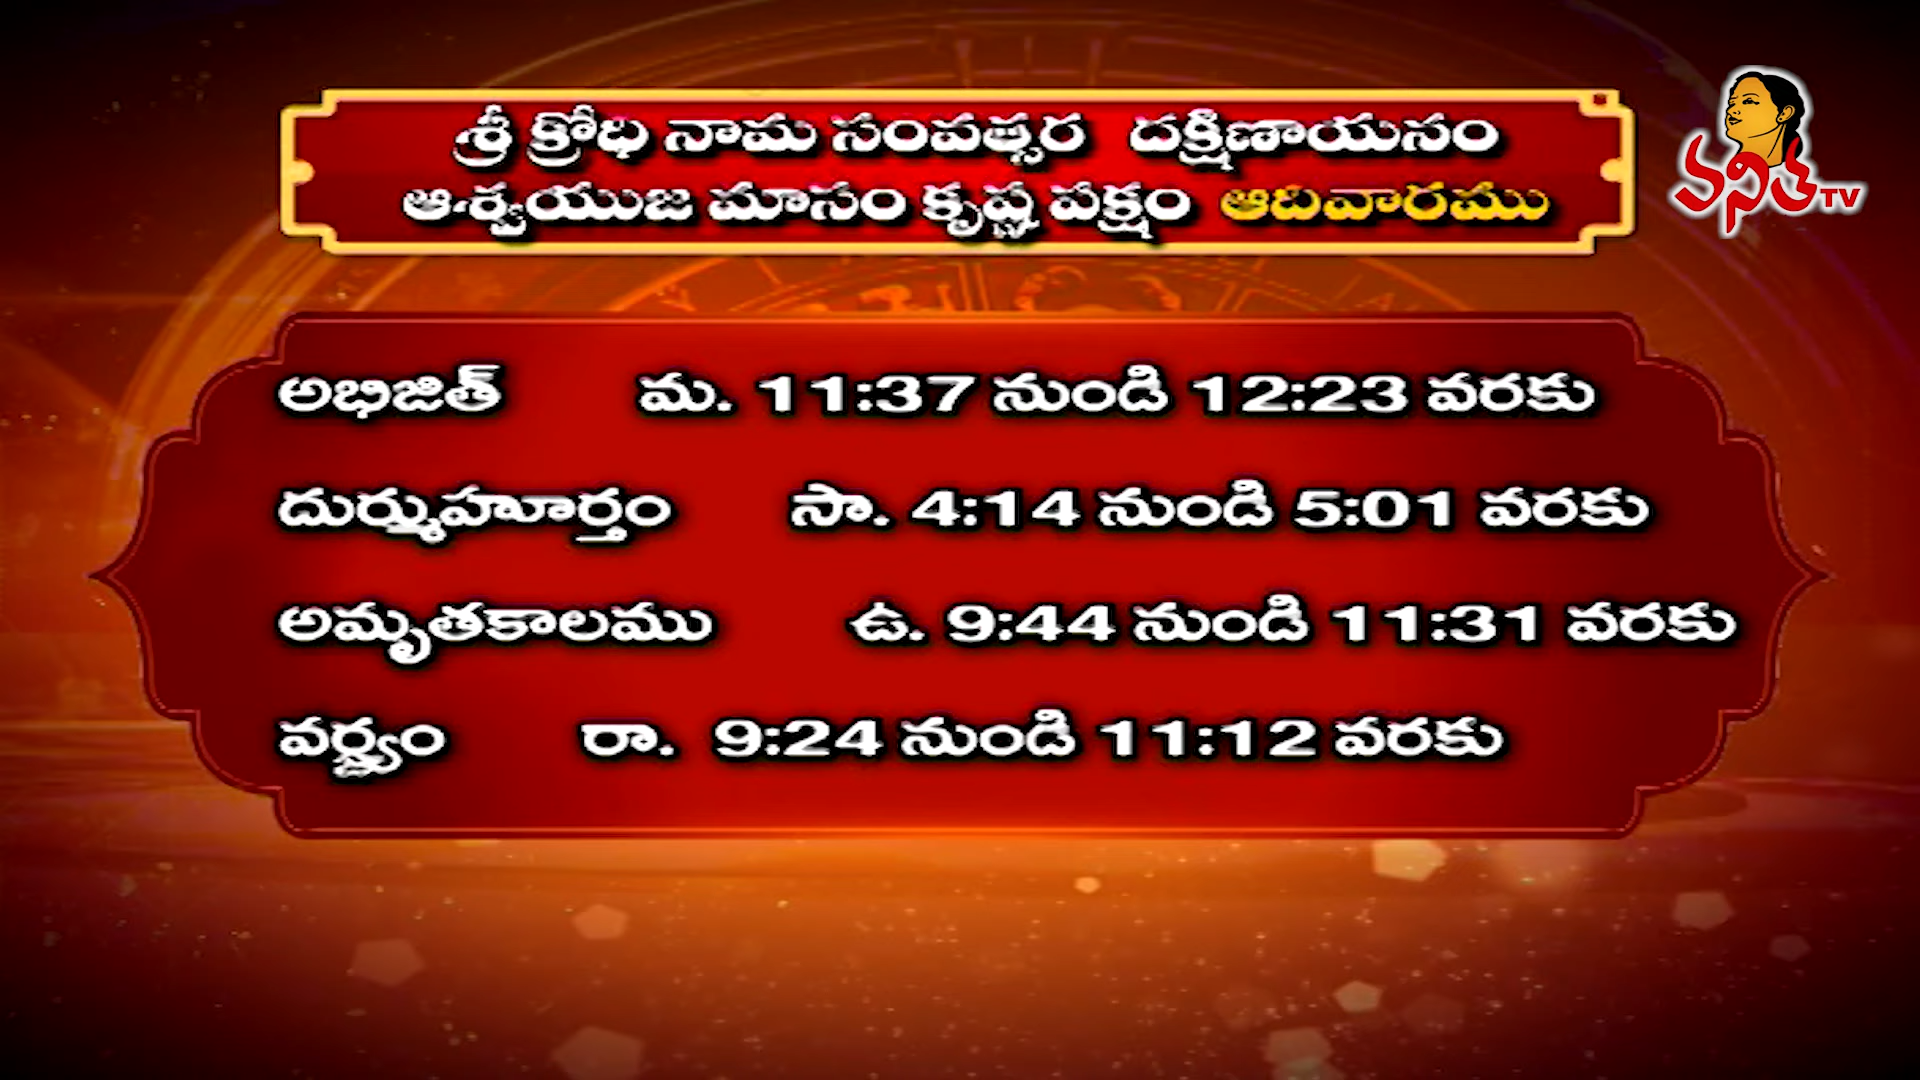 శ్రీ క్రోధి నామ సంవత్సర దక్షిణాయనం
ఆశ్వయుజ మాసం కృష్ణ పక్షం ఆదివారము
వనిత TV
అభిజిత్ మ. 11:37 నుండి 12:23 వరకు
దుర్ముహూర్తం సా. 4:14 నుండి 5:01 వరకు
అమృతకాలము ఉ. 9:44 నుండి 11:31 వరకు
వర్జ్యం రా. 9:24 నుండి 11:12 వరకు